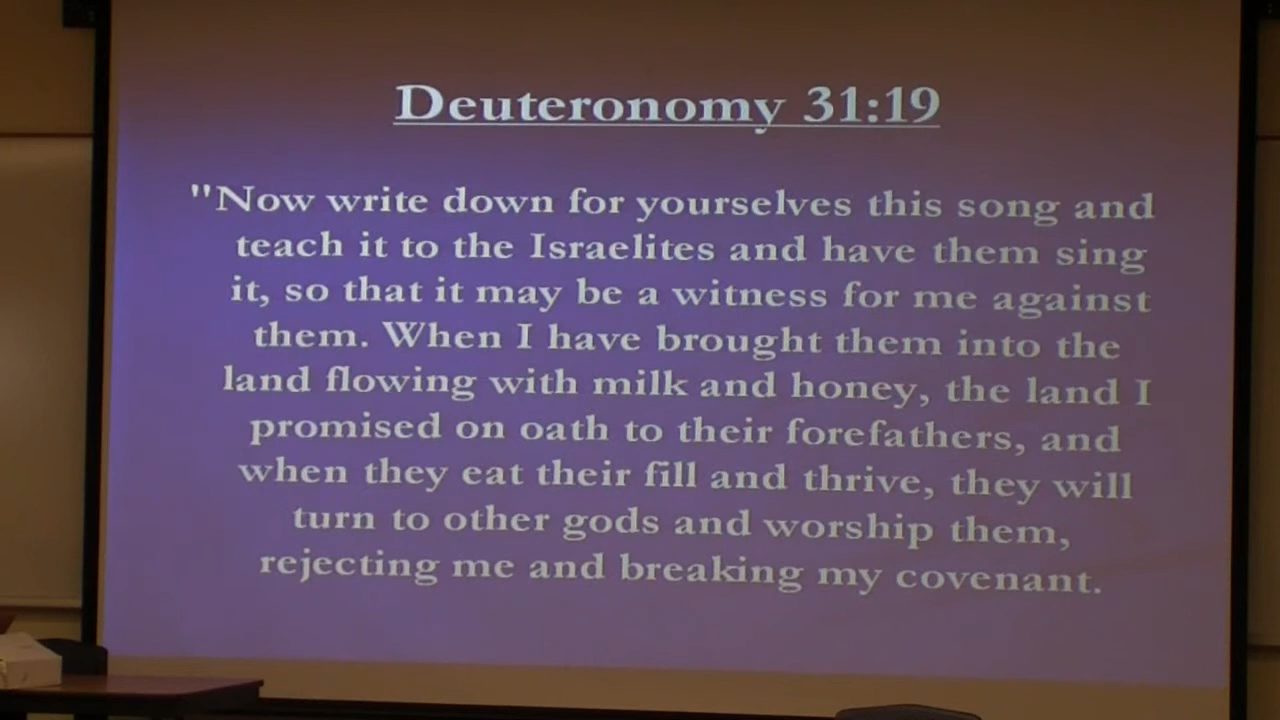 Deuteronomy 31:19
"Now write down for yourselves this song and
teach it to the Israelites and have them sing
it, so that it may be a witness for me against
them. When I have brought them into the
land flowing with milk and honey, the land I
promised on oath to their forefathers, and
when they eat their fill and thrive, they will
turn to other gods and worship them,
rejecting me and breaking my covenant.